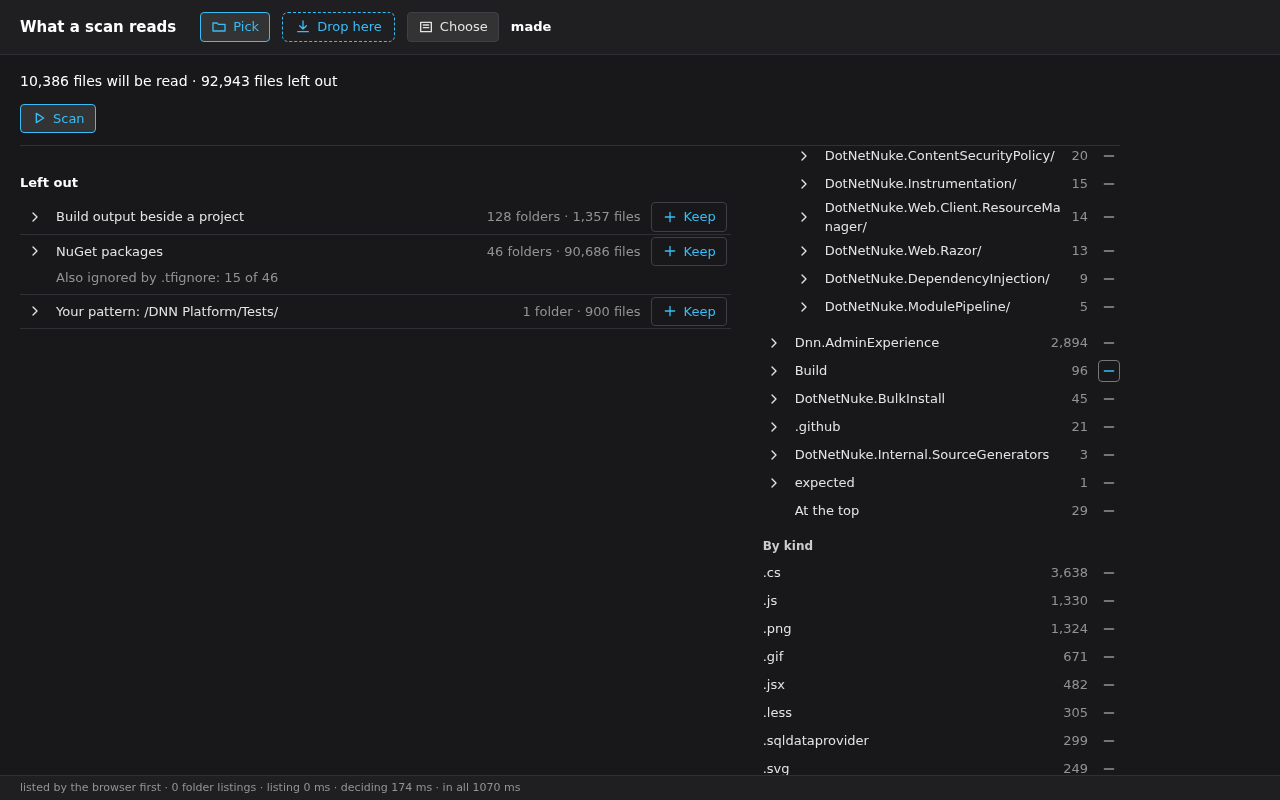 What a scan reads
Pick
Drop here
Choose
made
10,386 files will be read · 92,943 files left out
Scan
Left out
Build output beside a project 128 folders · 1,357 files Keep
NuGet packages 46 folders · 90,686 files Keep
Also ignored by .tfignore: 15 of 46
Your pattern: /DNN Platform/Tests/ 1 folder · 900 files Keep
DotNetNuke.ContentSecurityPolicy/ 20
DotNetNuke.Instrumentation/ 15
DotNetNuke.Web.Client.ResourceMa
nager/ 14
DotNetNuke.Web.Razor/ 13
DotNetNuke.DependencyInjection/ 9
DotNetNuke.ModulePipeline/ 5
Dnn.AdminExperience 2,894
Build 96
DotNetNuke.BulkInstall 45
.github 21
DotNetNuke.Internal.SourceGenerators 3
expected 1
At the top 29
By kind
.cs 3,638
.js 1,330
.png 1,324
.gif 671
.jsx 482
.less 305
.sqldataprovider 299
.svg 249
listed by the browser first · 0 folder listings · listing 0 ms · deciding 174 ms · in all 1070 ms